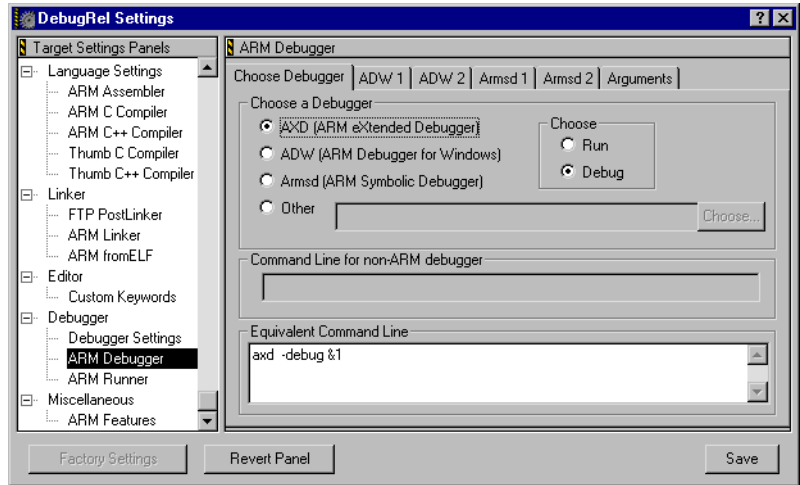 DebugRel Settings
Target Settings Panels
Language Settings
ARM Assembler
ARM C Compiler
ARM C++ Compiler
Thumb C Compiler
Thumb C++ Compiler
Linker
FTP PostLinker
ARM Linker
ARM fromELF
Editor
Custom Keywords
Debugger
Debugger Settings
ARM Debugger
ARM Runner
Miscellaneous
ARM Features
ARM Debugger
Choose Debugger ADW 1 ADW 2 Armsd 1 Armsd 2 Arguments
Choose a Debugger
AXD (ARM eXtended Debugger)
ADW (ARM Debugger for Windows)
Armsd (ARM Symbolic Debugger)
Other
Choose...
Choose
Run
Debug
Command Line for non-ARM debugger
Equivalent Command Line
axd -debug &1
Factory Settings Revert Panel Save